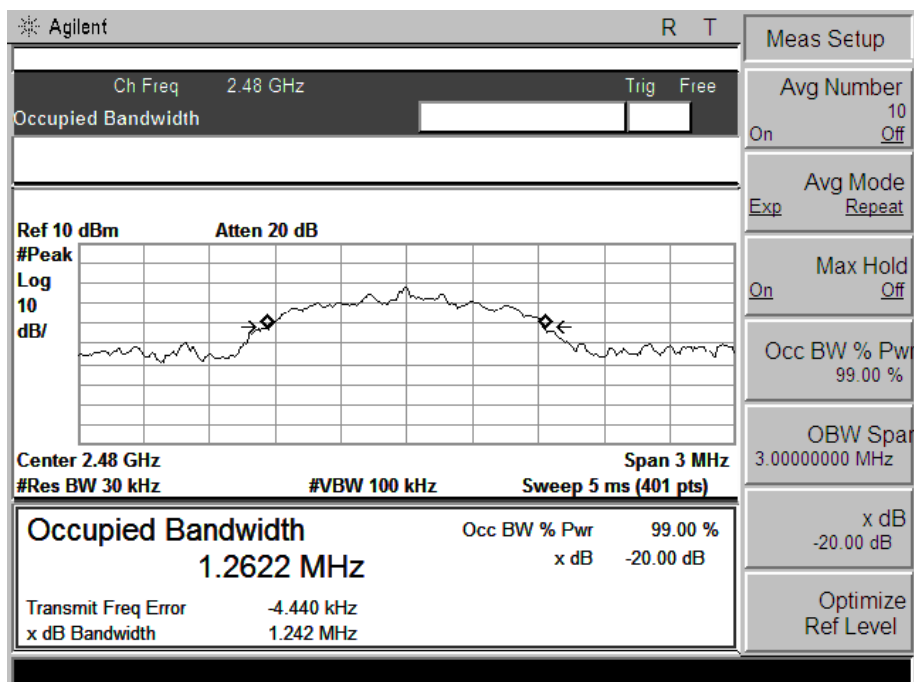 Agilent R T
Ch Freq 2.48 GHz Trig Free
Occupied Bandwidth
Ref 10 dBm Atten 20 dB
#Peak
Log
10
dB/
Center 2.48 GHz Span 3 MHz
#Res BW 30 kHz #VBW 100 kHz Sweep 5 ms (401 pts)
Occupied Bandwidth Occ BW % Pwr 99.00 %
1.2622 MHz x dB -20.00 dB
Transmit Freq Error -4.440 kHz
x dB Bandwidth 1.242 MHz
Meas Setup
Avg Number
10
On Off
Avg Mode
Exp Repeat
Max Hold
On Off
Occ BW % Pwr
99.00 %
OBW Span
3.00000000 MHz
x dB
-20.00 dB
Optimize
Ref Level